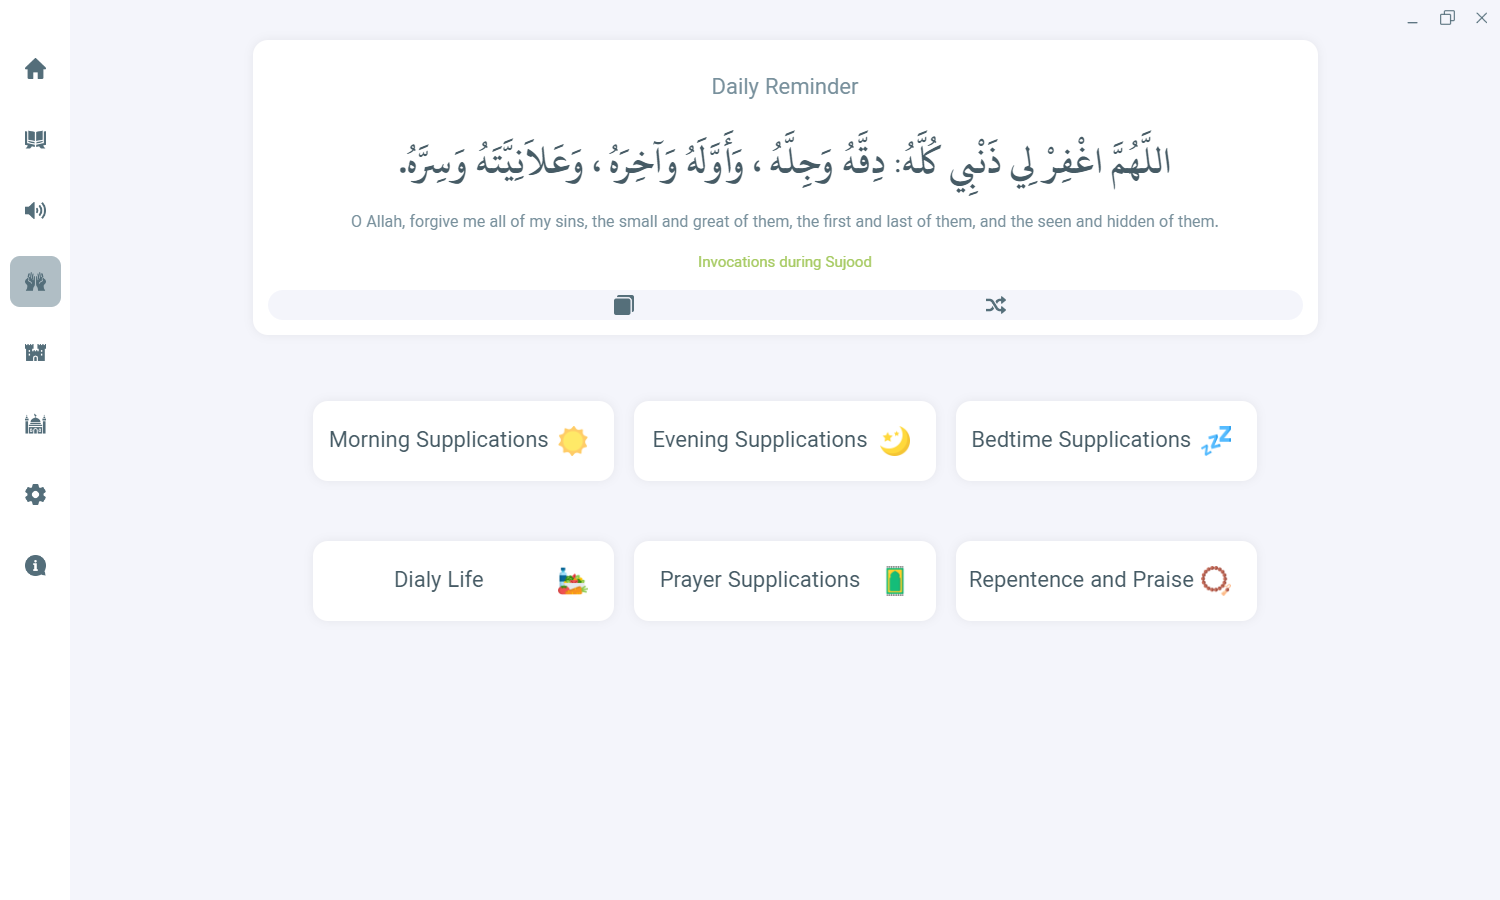 Daily Reminder
اللَّهُمَّ اغْفِرْ لِي ذَنْبِي كُلَّهُ: دِقَّهُ وَجِلَّهُ ، وَأَوَّلَهُ وَآخِرَهُ ، وَعَلاَنِيَّتَهُ وَسِرَّهُ.
O Allah, forgive me all of my sins, the small and great of them, the first and last of them, and the seen and hidden of them.
Invocations during Sujood
Morning Supplications
Evening Supplications
Bedtime Supplications
Dialy Life
Prayer Supplications
Repentence and Praise